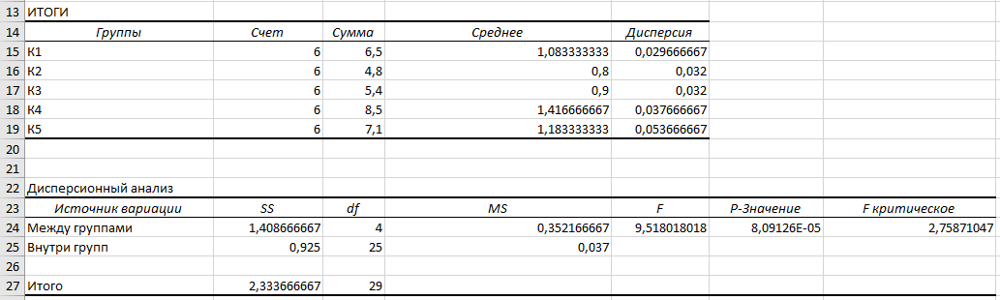 13 ИТОГИ
14 Группы Счет Сумма Среднее Дисперсия
15 К1 6 6,5 1,083333333 0,029666667
16 К2 6 4,8 0,8 0,032
17 К3 6 5,4 0,9 0,032
18 К4 6 8,5 1,416666667 0,037666667
19 К5 6 7,1 1,183333333 0,053666667
20
21
22 Дисперсионный анализ
23 Источник вариации SS df MS F P-Значение F критическое
24 Между группами 1,408666667 4 0,352166667 9,518018018 8,09126E-05 2,75871047
25 Внутри групп 0,925 25 0,037
26
27 Итого 2,333666667 29